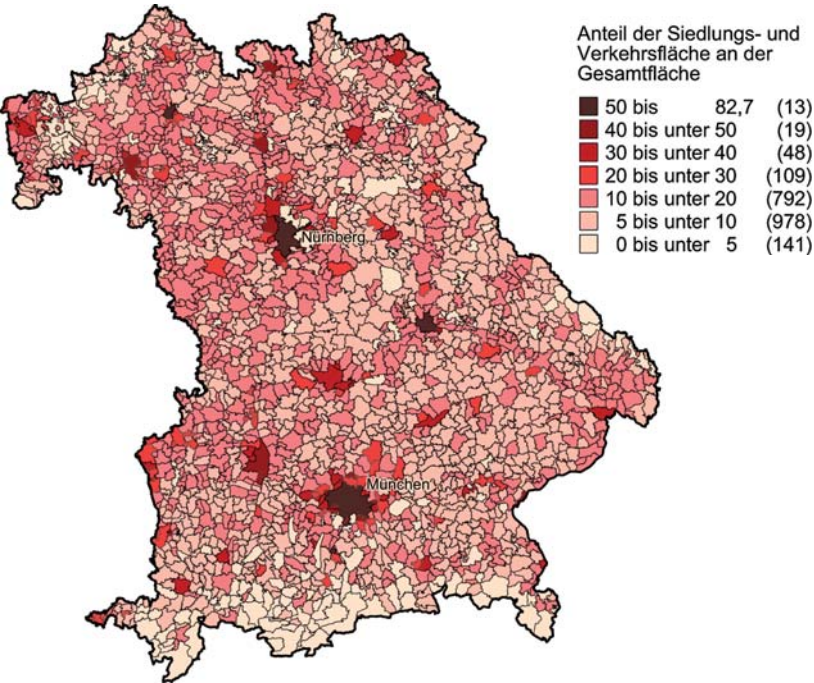 Anteil der Siedlungs- und
Verkehrsfläche an der
Gesamtfläche
50 bis 82,7 (13)
40 bis unter 50 (19)
30 bis unter 40 (48)
20 bis unter 30 (109)
10 bis unter 20 (792)
5 bis unter 10 (978)
0 bis unter 5 (141)
Nürnberg
München